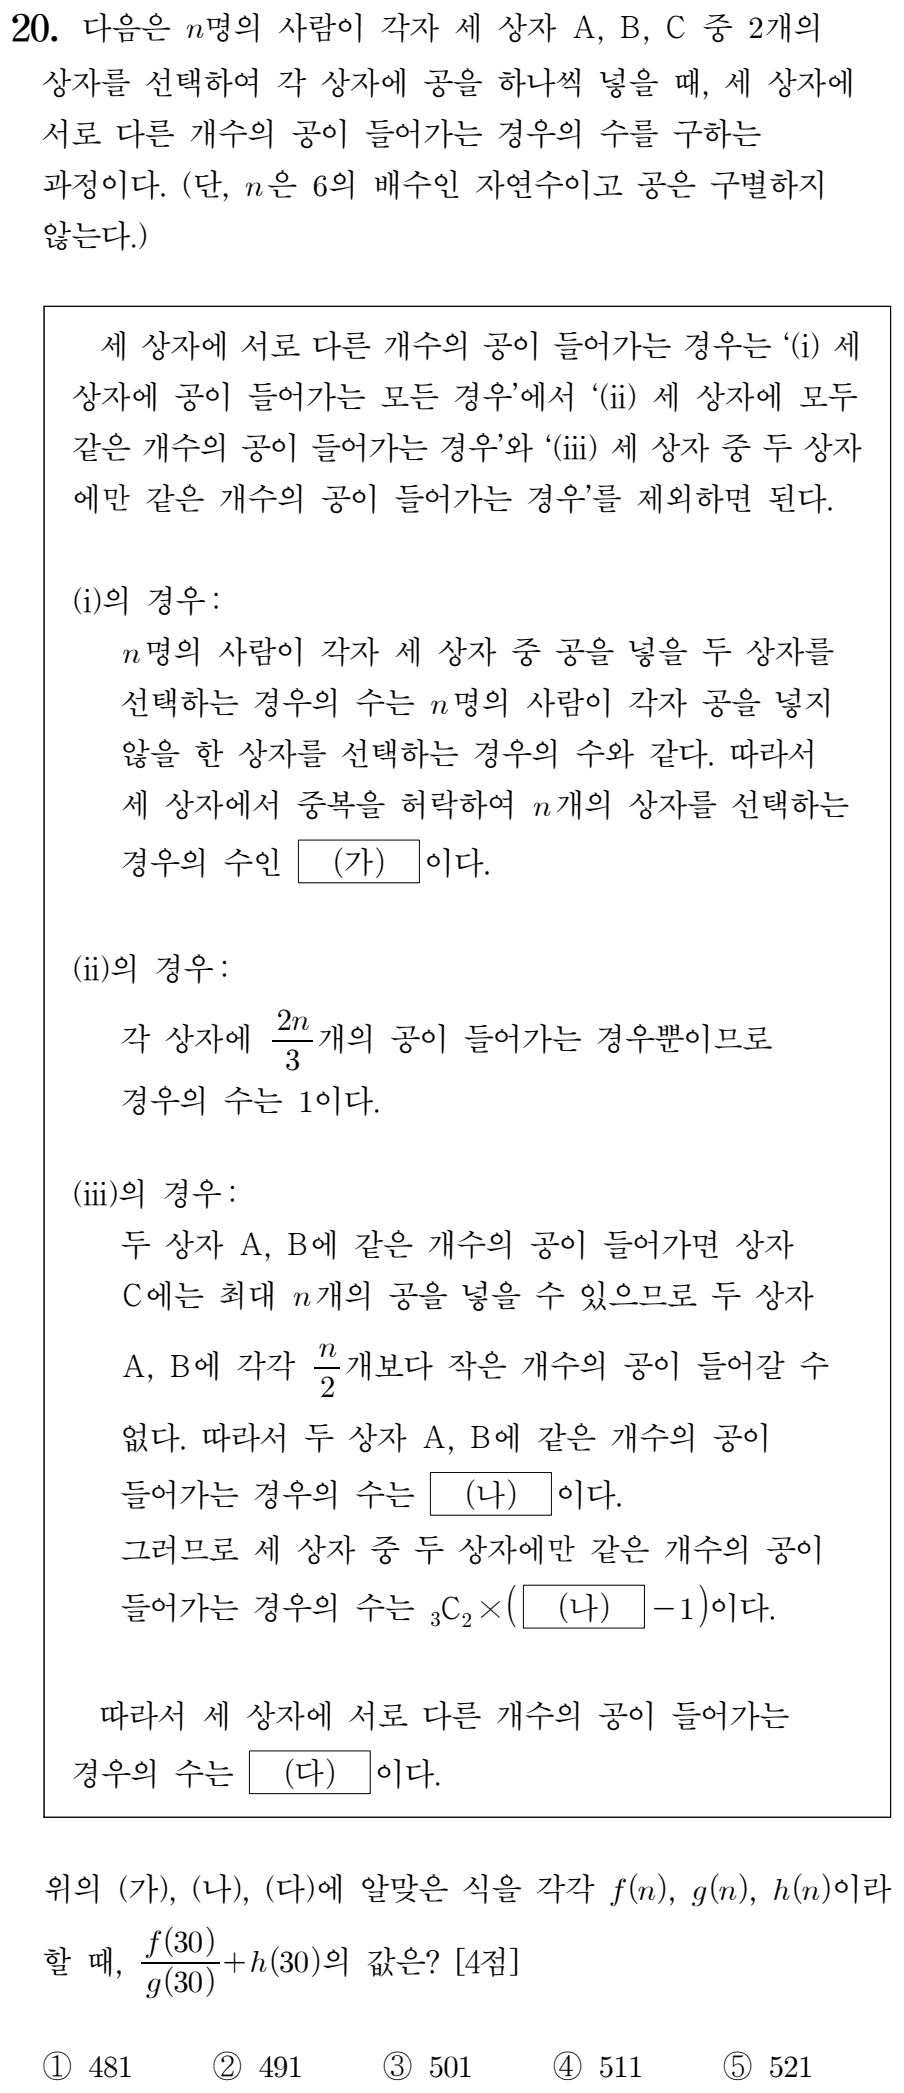 20. 다음은 n명의 사람이 각자 세 상자 A, B, C 중 2개의
상자를 선택하여 각 상자에 공을 하나씩 넣을 때, 세 상자에
서로 다른 개수의 공이 들어가는 경우의 수를 구하는
과정이다. (단, n은 6의 배수인 자연수이고 공은 구별하지
않는다.)
세 상자에 서로 다른 개수의 공이 들어가는 경우는 ‘(i) 세
상자에 공이 들어가는 모든 경우’에서 ‘(ii) 세 상자에 모두
같은 개수의 공이 들어가는 경우’와 ‘(iii) 세 상자 중 두 상자
에만 같은 개수의 공이 들어가는 경우’를 제외하면 된다.
(i)의 경우:
n명의 사람이 각자 세 상자 중 공을 넣을 두 상자를
선택하는 경우의 수는 n명의 사람이 각자 공을 넣지
않을 한 상자를 선택하는 경우의 수와 같다. 따라서
세 상자에서 중복을 허락하여 n개의 상자를 선택하는
경우의 수인 (가) 이다.
(ii)의 경우:
각 상자에 2n/3개의 공이 들어가는 경우뿐이므로
경우의 수는 1이다.
(iii)의 경우:
두 상자 A, B에 같은 개수의 공이 들어가면 상자
C에는 최대 n개의 공을 넣을 수 있으므로 두 상자
A, B에 각각 n/2개보다 작은 개수의 공이 들어갈 수
없다. 따라서 두 상자 A, B에 같은 개수의 공이
들어가는 경우의 수는 (나) 이다.
그러므로 세 상자 중 두 상자에만 같은 개수의 공이
들어가는 경우의 수는 ₃C₂×( (나) −1)이다.
따라서 세 상자에 서로 다른 개수의 공이 들어가는
경우의 수는 (다) 이다.
위의 (가), (나), (다)에 알맞은 식을 각각 f(n), g(n), h(n)이라
할 때, f(30)/g(30)+h(30)의 값은? [4점]
① 481 ② 491 ③ 501 ④ 511 ⑤ 521